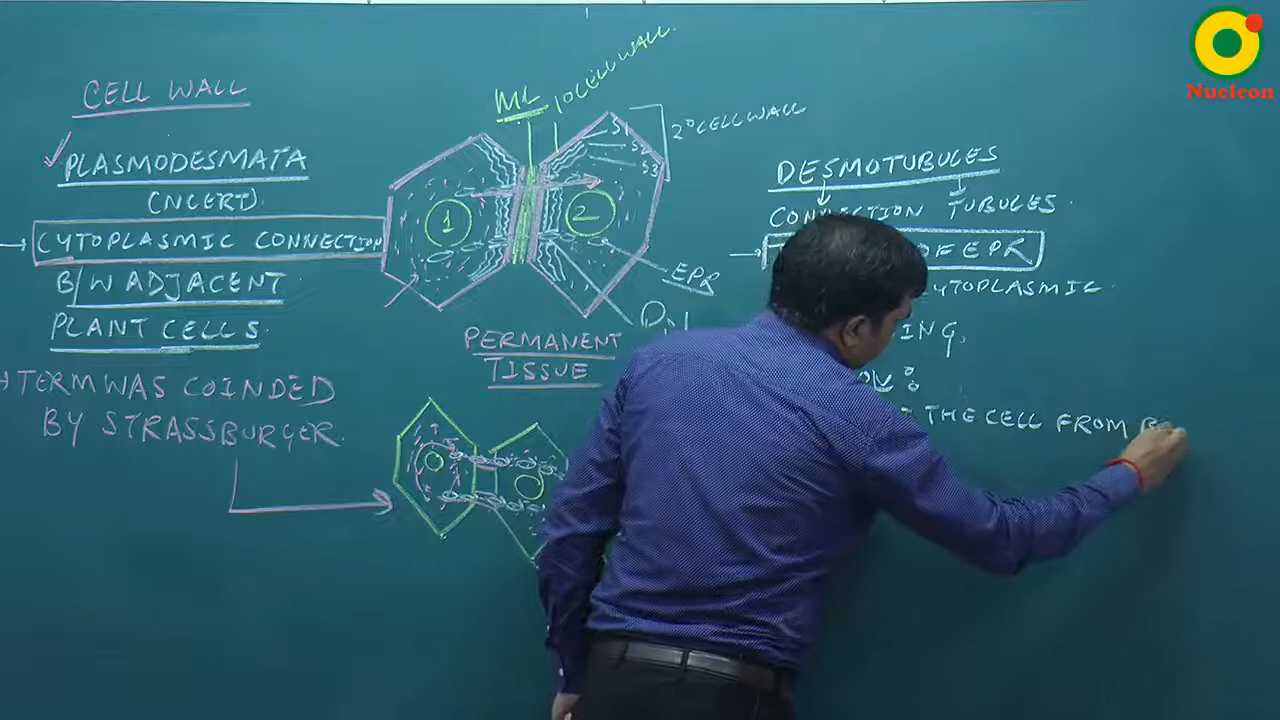 Nucleon
CELL WALL
PLASMODESMATA
(NCERT)
CYTOPLASMIC CONNECTION
B/W ADJACENT
PLANT CELLS
TERM WAS COINDED
BY STRASSBURGER.
ML
1° CELL WALL
S1
S2
S3
2° CELL WALL
1
2
EPR
PERMANENT
TISSUE
DESMOTUBULES
CONNECTION TUBULES
OF EPR
CYTOPLASMIC
ING,
THE CELL FROM